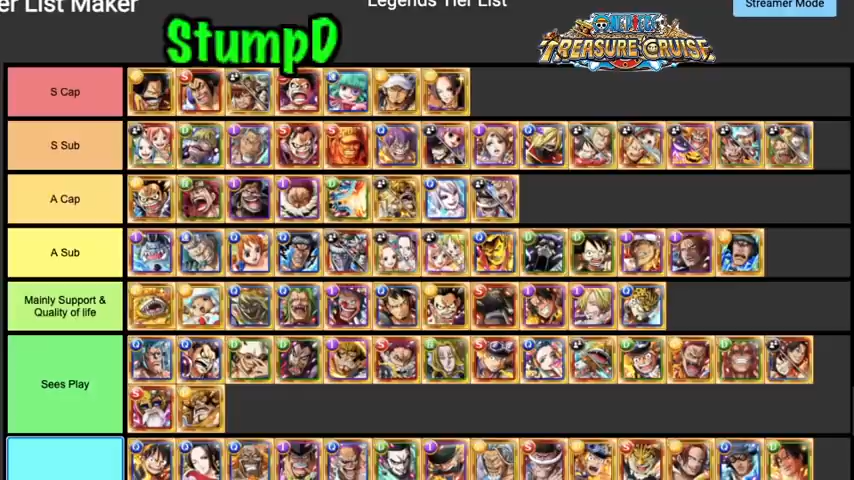 er List Maker
Legends Tier List
Streamer Mode
StumpD
ONE PIECE
TREASURE CRUISE
S Cap
S Sub
A Cap
A Sub
Mainly Support &
Quality of life
Sees Play